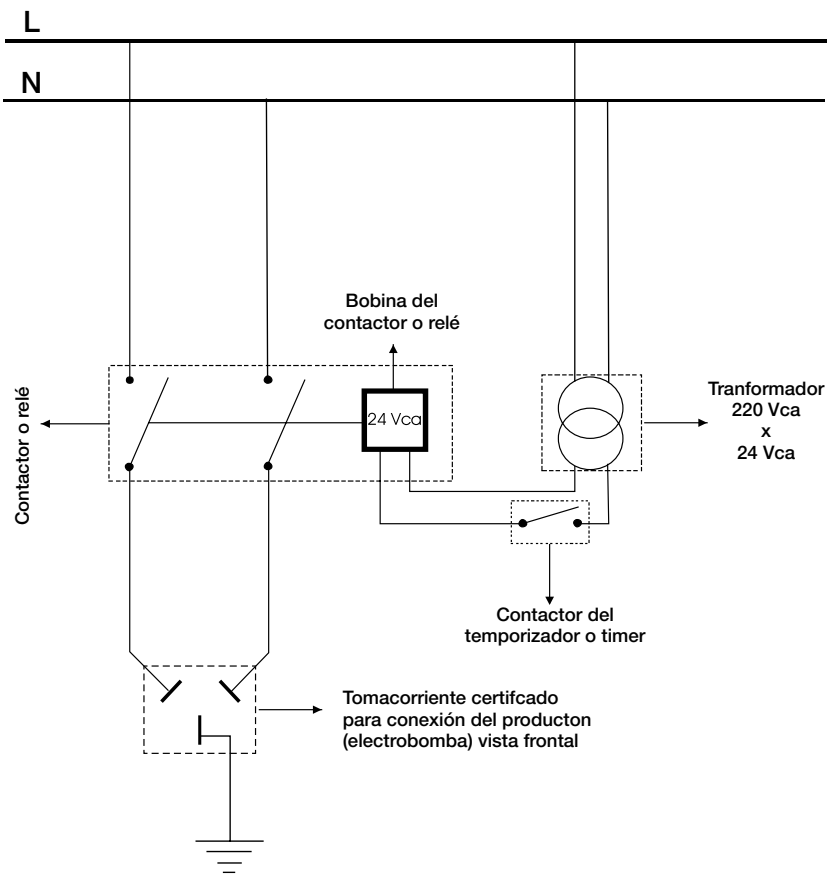 L
N
Bobina del
contactor o relé
24 Vca
Contactor o relé
Tranformador
220 Vca
x
24 Vca
Contactor del
temporizador o timer
Tomacorriente certifcado
para conexión del producton
(electrobomba) vista frontal